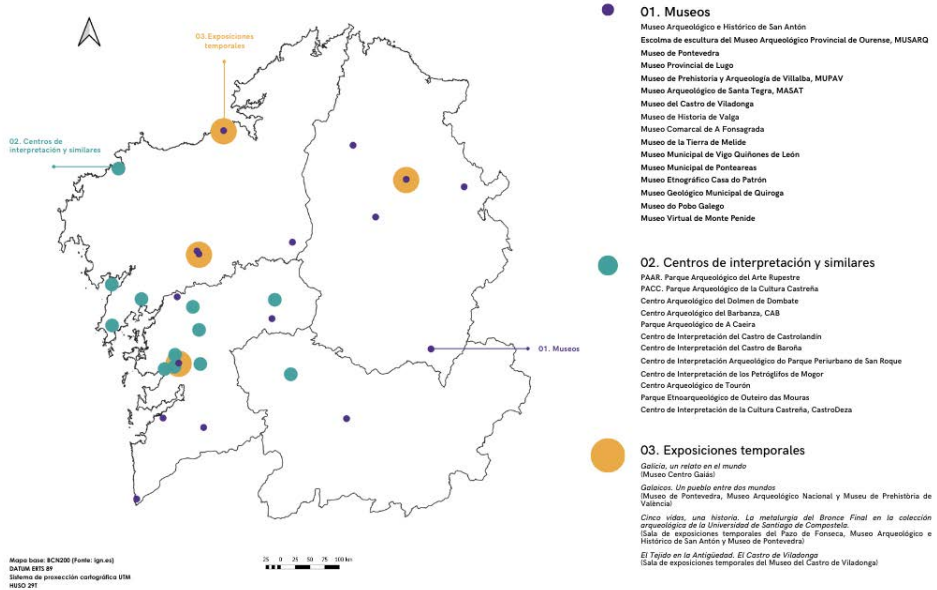 03. Exposiciones
temporales
02. Centros de
interpretación y similares
01. Museos
Mapa base: BCN200 (Fonte: ign.es)
DATUM ERTS 89
Sistema de proxección cartográfica UTM
HUSO 29T
25 0 25 50 75 100 km
01. Museos
Museo Arqueológico e Histórico de San Antón
Escolma de escultura del Museo Arqueológico Provincial de Ourense, MUSARQ
Museo de Pontevedra
Museo Provincial de Lugo
Museo de Prehistoria y Arqueología de Villalba, MUPAV
Museo Arqueológico de Santa Tegra, MASAT
Museo del Castro de Viladonga
Museo de Historia de Valga
Museo Comarcal de A Fonsagrada
Museo de la Tierra de Melide
Museo Municipal de Vigo Quiñones de León
Museo Municipal de Ponteareas
Museo Etnográfico Casa do Patrón
Museo Geológico Municipal de Quiroga
Museo do Pobo Galego
Museo Virtual de Monte Penide
02. Centros de interpretación y similares
PAAR. Parque Arqueológico del Arte Rupestre
PACC. Parque Arqueológico de la Cultura Castreña
Centro Arqueológico del Dolmen de Dombate
Centro Arqueológico del Barbanza, CAB
Parque Arqueológico de A Caeira
Centro de Interpretación del Castro de Castrolandín
Centro de Interpretación del Castro de Baroña
Centro de Interpretación Arqueológico do Parque Periurbano de San Roque
Centro de Interpretación de los Petróglifos de Mogor
Centro Arqueológico de Tourón
Parque Etnoarqueológico de Outeiro das Mouras
Centro de Interpretación de la Cultura Castreña, CastroDeza
03. Exposiciones temporales
Galicia, un relato en el mundo
(Museo Centro Gaiás)
Galaicos. Un pueblo entre dos mundos
(Museo de Pontevedra, Museo Arqueológico Nacional y Museu de Prehistòria de
València)
Cinco vidas, una historia. La metalurgia del Bronce Final en la colección
arqueológica de la Universidad de Santiago de Compostela.
(Sala de exposiciones temporales del Pazo de Fonseca, Museo Arqueológico e
Histórico de San Antón y Museo de Pontevedra)
El Tejido en la Antigüedad. El Castro de Viladonga
(Sala de exposiciones temporales del Museo del Castro de Viladonga)